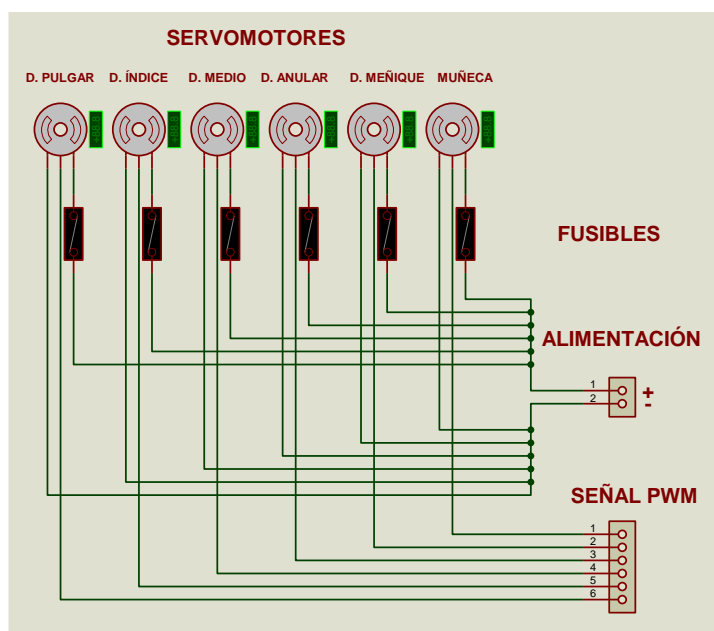 SERVOMOTORES
D. PULGAR D. ÍNDICE D. MEDIO D. ANULAR D. MEÑIQUE MUÑECA
FUSIBLES
ALIMENTACIÓN
1 +
2 -
SEÑAL PWM
1
2
3
4
5
6